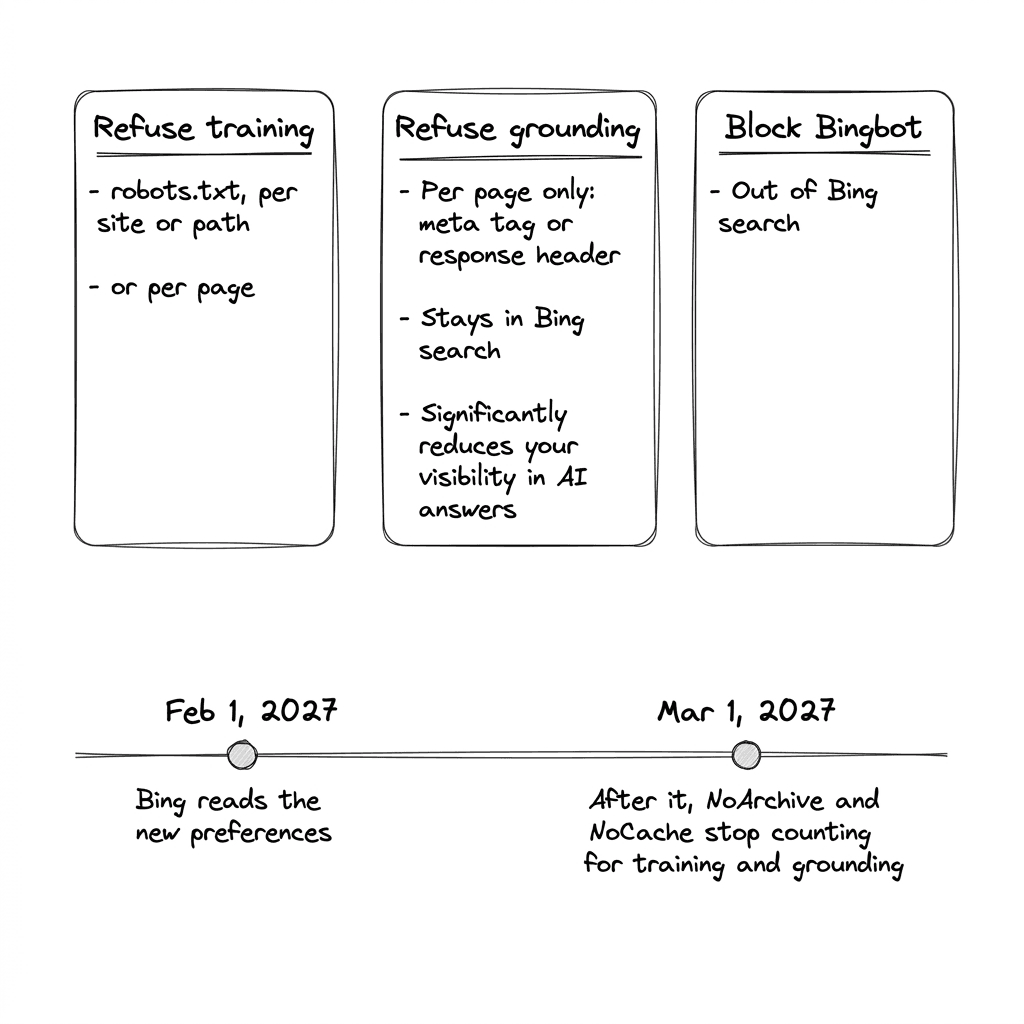 Refuse training
- robots.txt, per
site or path
- or per page
Refuse grounding
- Per page only:
meta tag or
response header
- Stays in Bing
search
- Significantly
reduces your
visibility in AI
answers
Block Bingbot
- Out of Bing
search
Feb 1, 2027
Bing reads the
new preferences
Mar 1, 2027
After it, NoArchive and
NoCache stop counting
for training and grounding